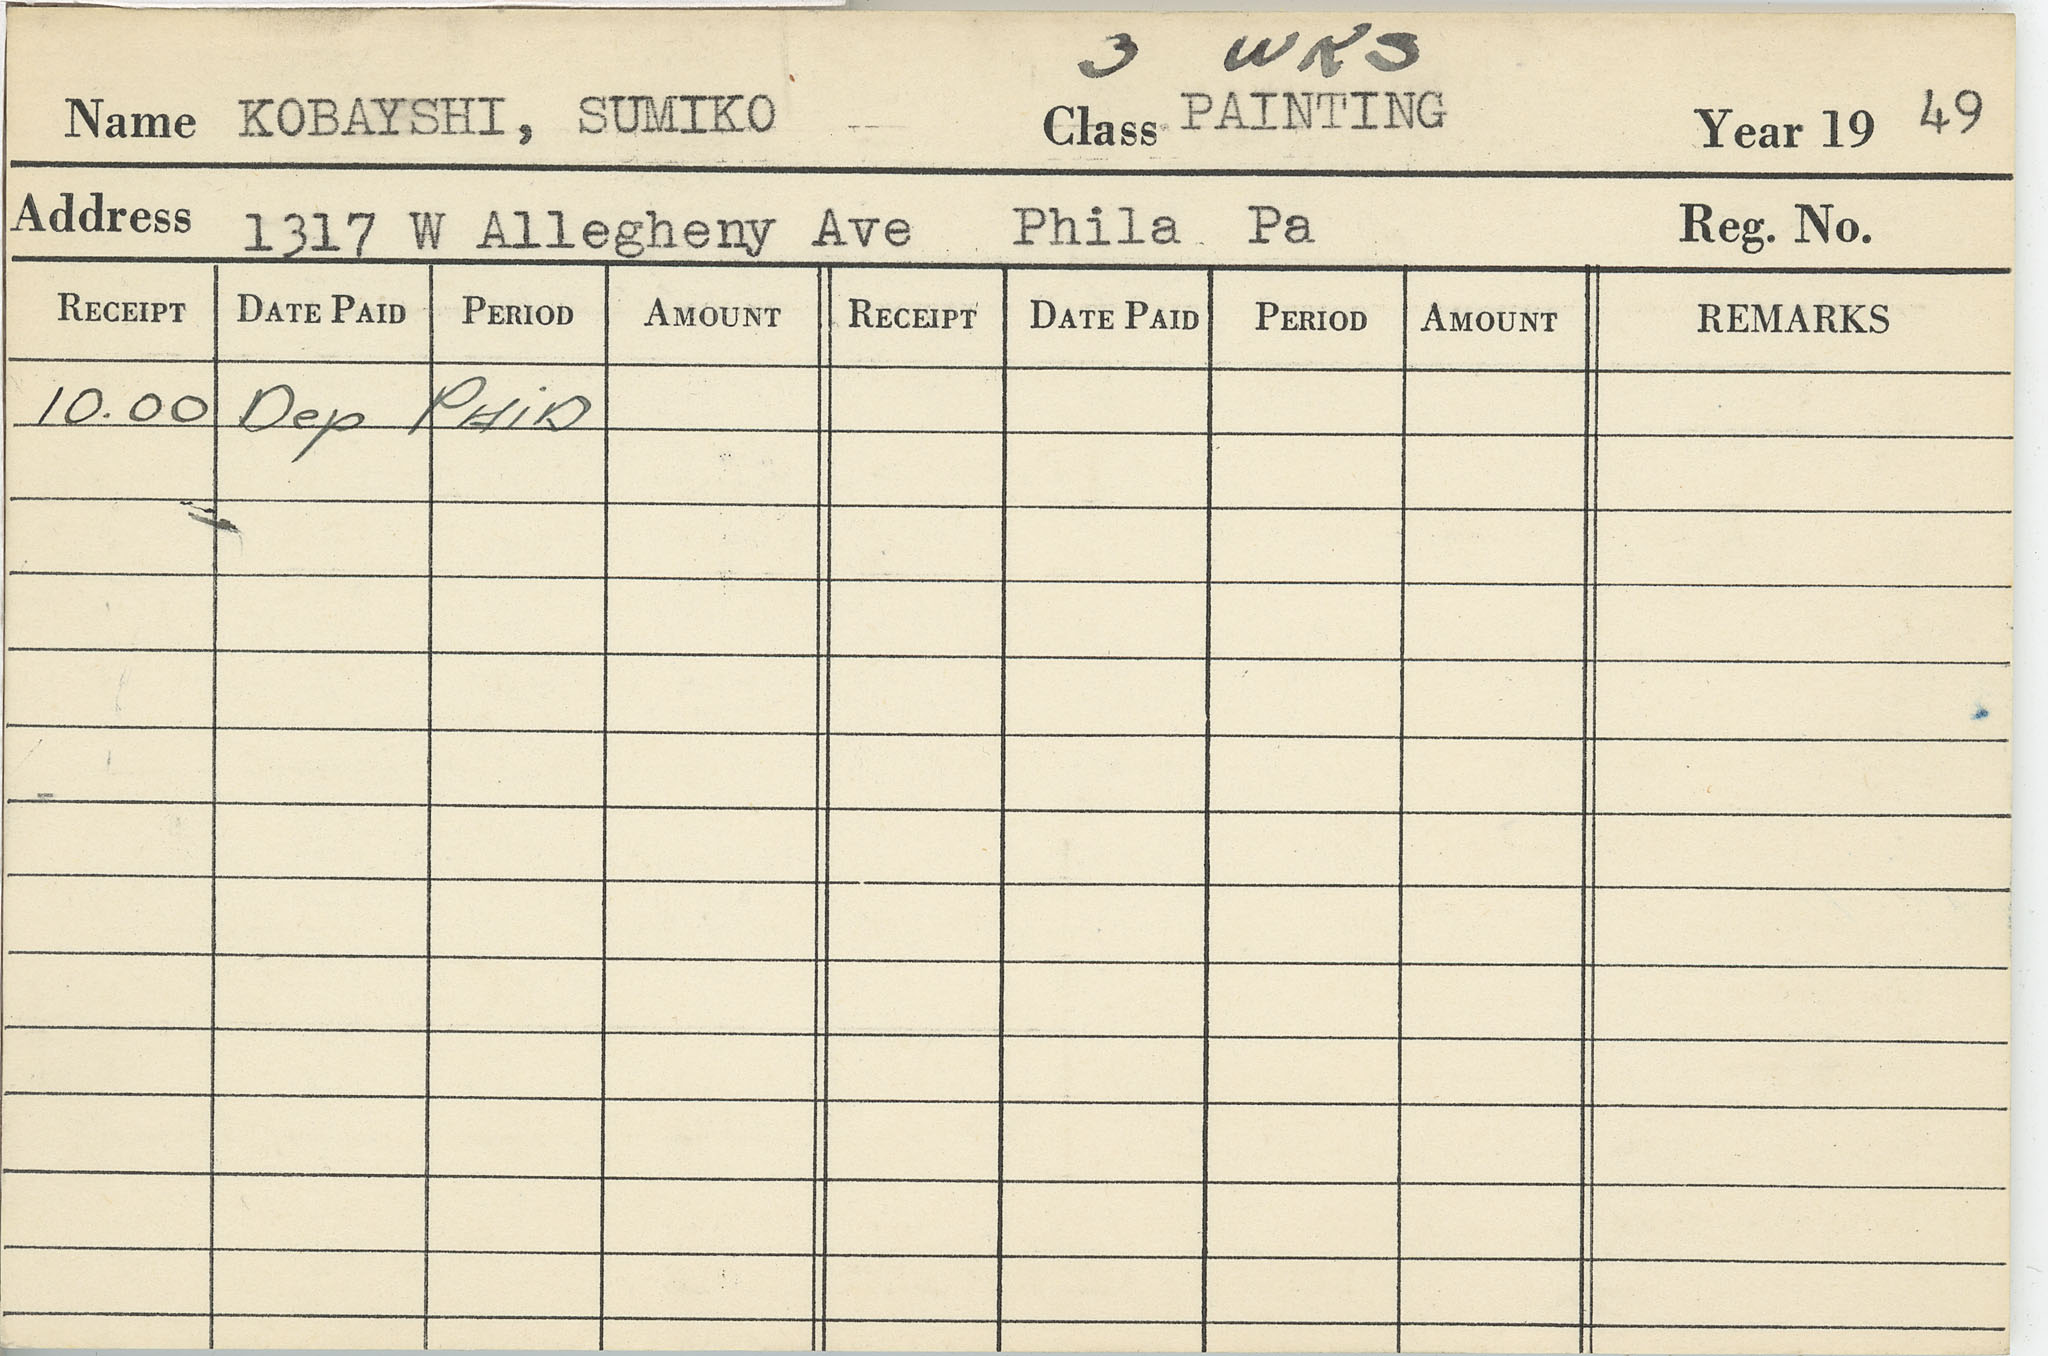 3 WKS
Name KOBAYSHI, SUMIKO Class PAINTING Year 19 49
Address 1317 W Allegheny Ave Phila Pa Reg. No.
RECEIPT DATE PAID PERIOD AMOUNT RECEIPT DATE PAID PERIOD AMOUNT REMARKS
10.00 Dep PAiD